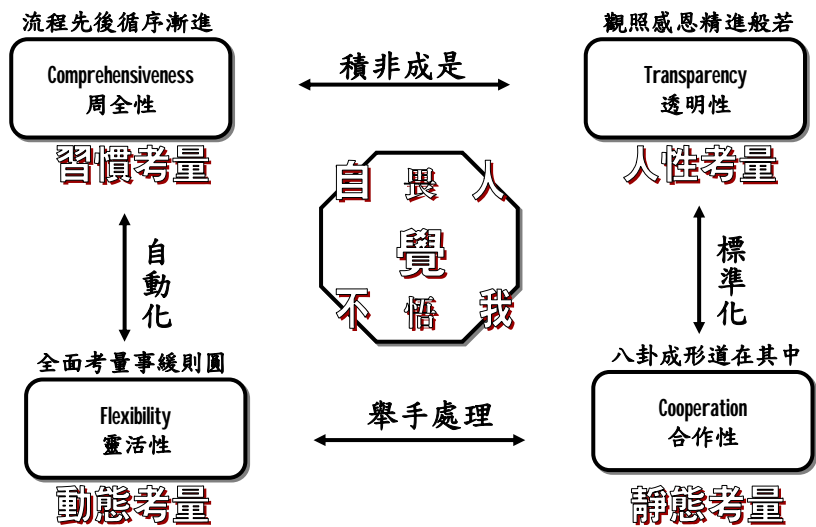 流程先後循序漸進
觀照感恩精進般若
Comprehensiveness
周全性
積非成是
Transparency
透明性
習慣考量
人性考量
自 畏 人
覺
不 悟 我
自動化
標準化
全面考量事緩則圓
八卦成形道在其中
Flexibility
靈活性
舉手處理
Cooperation
合作性
動態考量
靜態考量